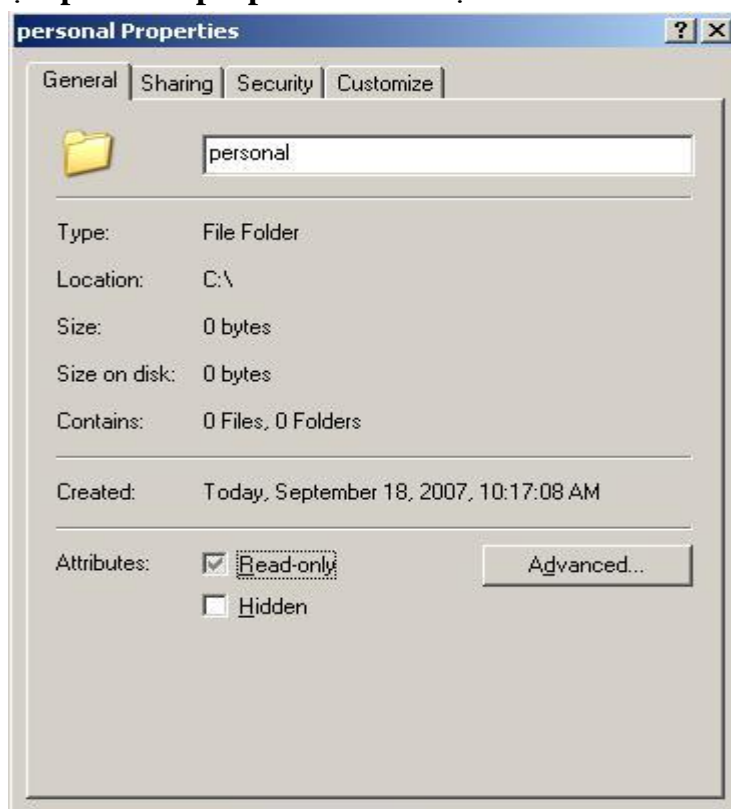 personal Properties
General Sharing Security Customize
personal
Type: File Folder
Location: C:\
Size: 0 bytes
Size on disk: 0 bytes
Contains: 0 Files, 0 Folders
Created: Today, September 18, 2007, 10:17:08 AM
Attributes: Read-only Advanced...
Hidden